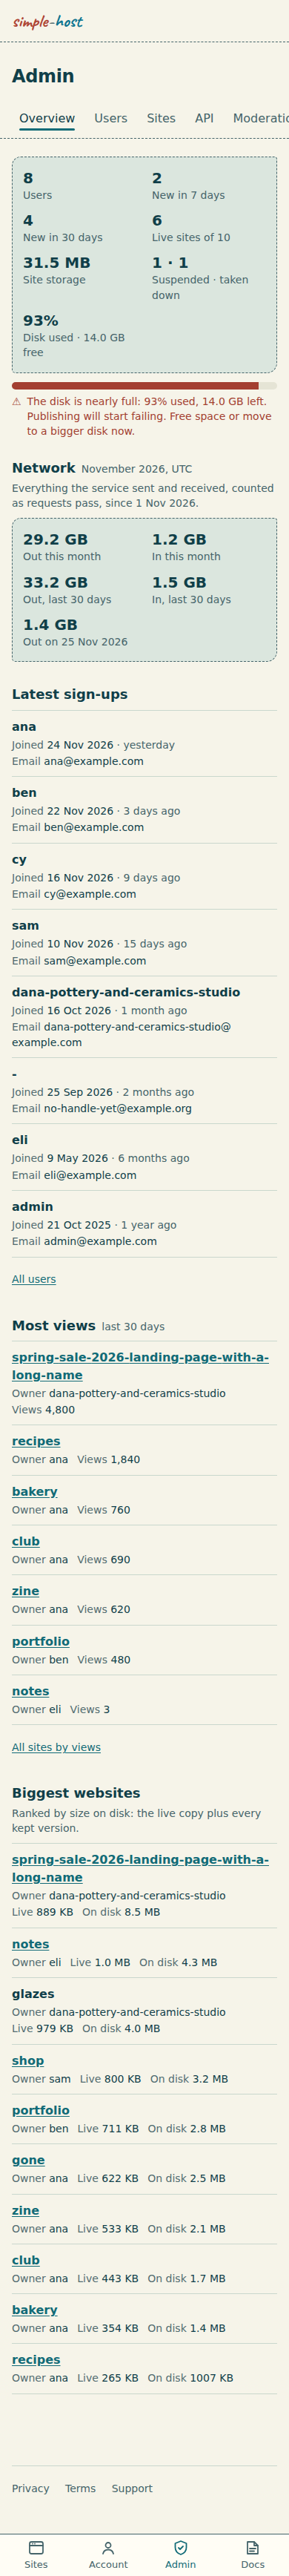 simple-host
Admin
Overview Users Sites API Moderatio
8 2
Users New in 7 days
4 6
New in 30 days Live sites of 10
31.5 MB 1 · 1
Site storage Suspended · taken
down
93%
Disk used · 14.0 GB
free
⚠ The disk is nearly full: 93% used, 14.0 GB left.
Publishing will start failing. Free space or move
to a bigger disk now.
Network November 2026, UTC
Everything the service sent and received, counted
as requests pass, since 1 Nov 2026.
29.2 GB 1.2 GB
Out this month In this month
33.2 GB 1.5 GB
Out, last 30 days In, last 30 days
1.4 GB
Out on 25 Nov 2026
Latest sign-ups
ana
Joined 24 Nov 2026 · yesterday
Email ana@example.com
ben
Joined 22 Nov 2026 · 3 days ago
Email ben@example.com
cy
Joined 16 Nov 2026 · 9 days ago
Email cy@example.com
sam
Joined 10 Nov 2026 · 15 days ago
Email sam@example.com
dana-pottery-and-ceramics-studio
Joined 16 Oct 2026 · 1 month ago
Email dana-pottery-and-ceramics-studio@
example.com
-
Joined 25 Sep 2026 · 2 months ago
Email no-handle-yet@example.org
eli
Joined 9 May 2026 · 6 months ago
Email eli@example.com
admin
Joined 21 Oct 2025 · 1 year ago
Email admin@example.com
All users
Most views last 30 days
spring-sale-2026-landing-page-with-a-
long-name
Owner dana-pottery-and-ceramics-studio
Views 4,800
recipes
Owner ana Views 1,840
bakery
Owner ana Views 760
club
Owner ana Views 690
zine
Owner ana Views 620
portfolio
Owner ben Views 480
notes
Owner eli Views 3
All sites by views
Biggest websites
Ranked by size on disk: the live copy plus every
kept version.
spring-sale-2026-landing-page-with-a-
long-name
Owner dana-pottery-and-ceramics-studio
Live 889 KB On disk 8.5 MB
notes
Owner eli Live 1.0 MB On disk 4.3 MB
glazes
Owner dana-pottery-and-ceramics-studio
Live 979 KB On disk 4.0 MB
shop
Owner sam Live 800 KB On disk 3.2 MB
portfolio
Owner ben Live 711 KB On disk 2.8 MB
gone
Owner ana Live 622 KB On disk 2.5 MB
zine
Owner ana Live 533 KB On disk 2.1 MB
club
Owner ana Live 443 KB On disk 1.7 MB
bakery
Owner ana Live 354 KB On disk 1.4 MB
recipes
Owner ana Live 265 KB On disk 1007 KB
Privacy Terms Support
Sites Account Admin Docs